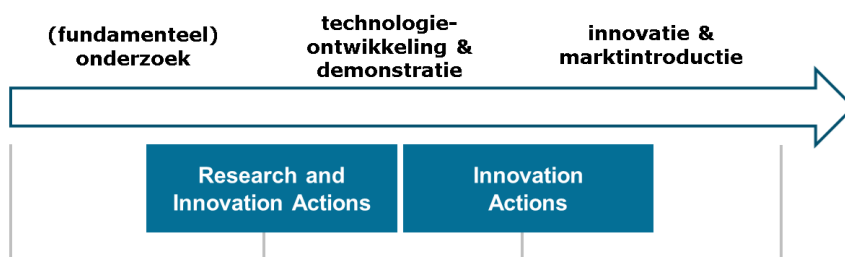 (fundamenteel)
onderzoek
technologie-
ontwikkeling &
demonstratie
innovatie &
marktintroductie
Research and
Innovation Actions
Innovation
Actions